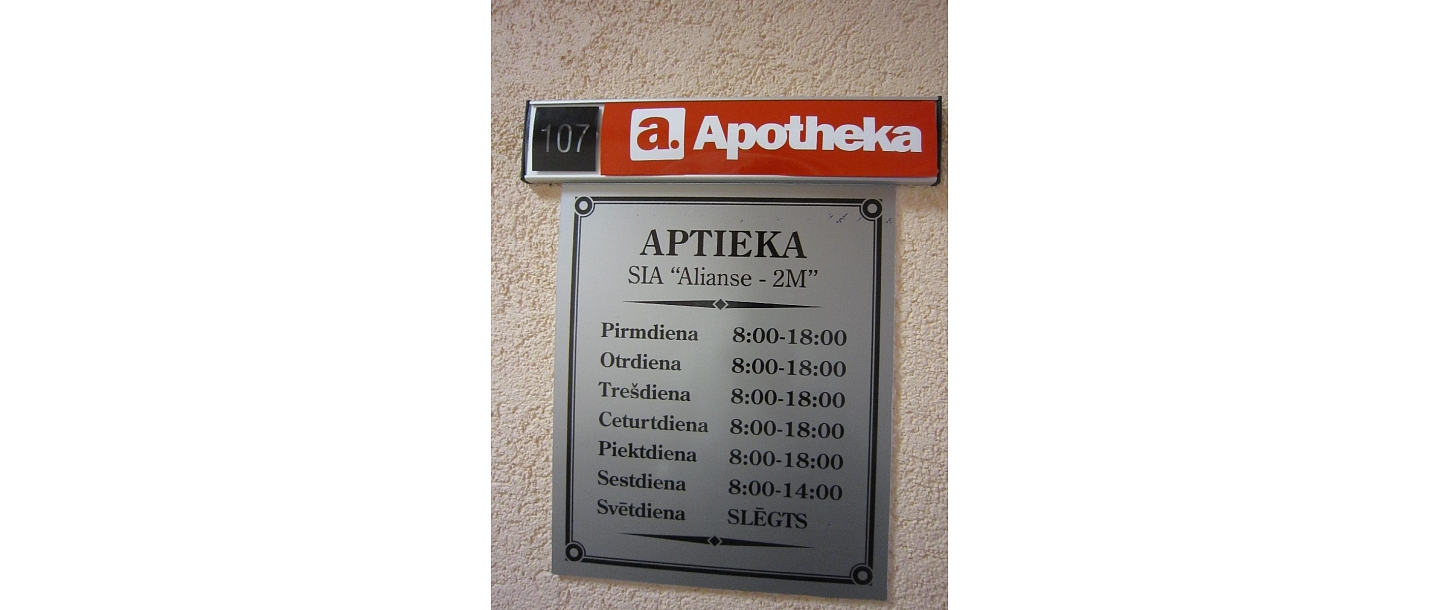 107 a. Apotheka
APTIEKA
SIA “Alianse - 2M”
Pirmdiena 8:00-18:00
Otrdiena 8:00-18:00
Trešdiena 8:00-18:00
Ceturtdiena 8:00-18:00
Piektdiena 8:00-18:00
Sestdiena 8:00-14:00
Svētdiena SLĒGTS